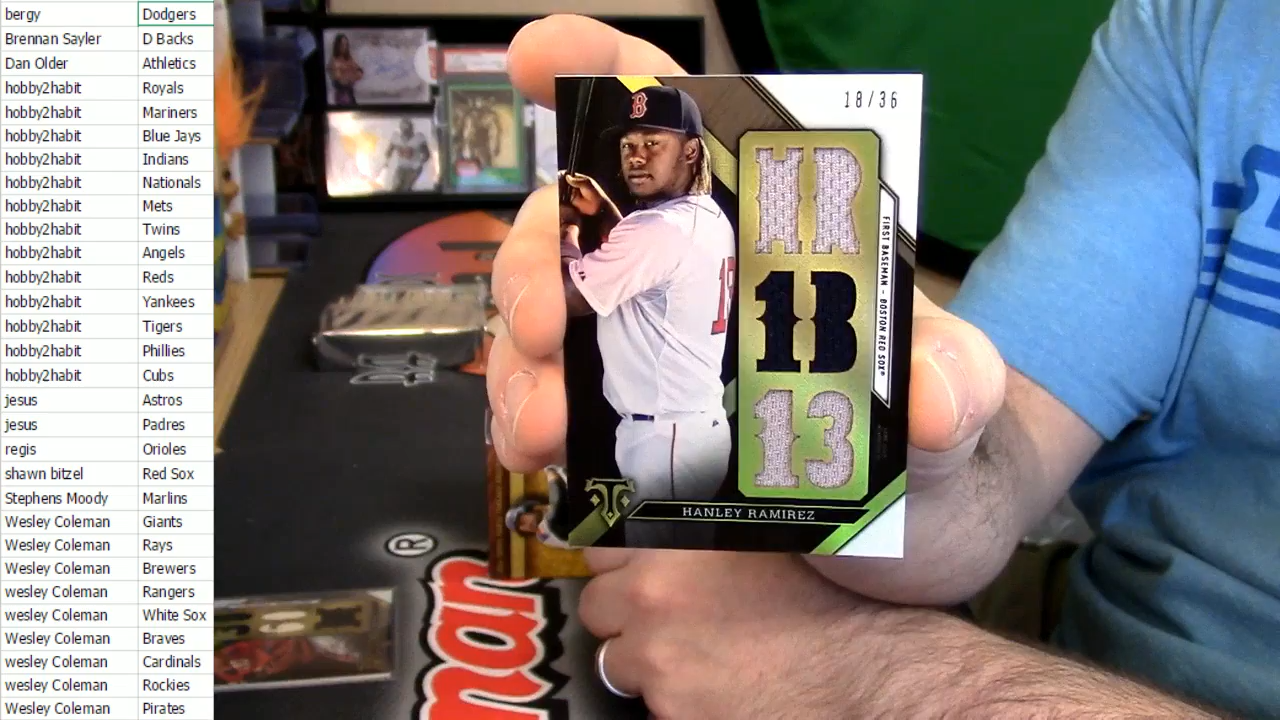 bergy Dodgers
Brennan Sayler D Backs
Dan Older Athletics
hobby2habit Royals
hobby2habit Mariners
hobby2habit Blue Jays
hobby2habit Indians
hobby2habit Nationals
hobby2habit Mets
hobby2habit Twins
hobby2habit Angels
hobby2habit Reds
hobby2habit Yankees
hobby2habit Tigers
hobby2habit Phillies
hobby2habit Cubs
jesus Astros
jesus Padres
regis Orioles
shawn bitzel Red Sox
Stephens Moody Marlins
Wesley Coleman Giants
Wesley Coleman Rays
Wesley Coleman Brewers
wesley Coleman Rangers
wesley Coleman White Sox
Wesley Coleman Braves
wesley Coleman Cardinals
wesley Coleman Rockies
Wesley Coleman Pirates
18/36
B
HR
1B
13
13
FIRST BASEMAN - BOSTON RED SOX®
HANLEY RAMIREZ
man®